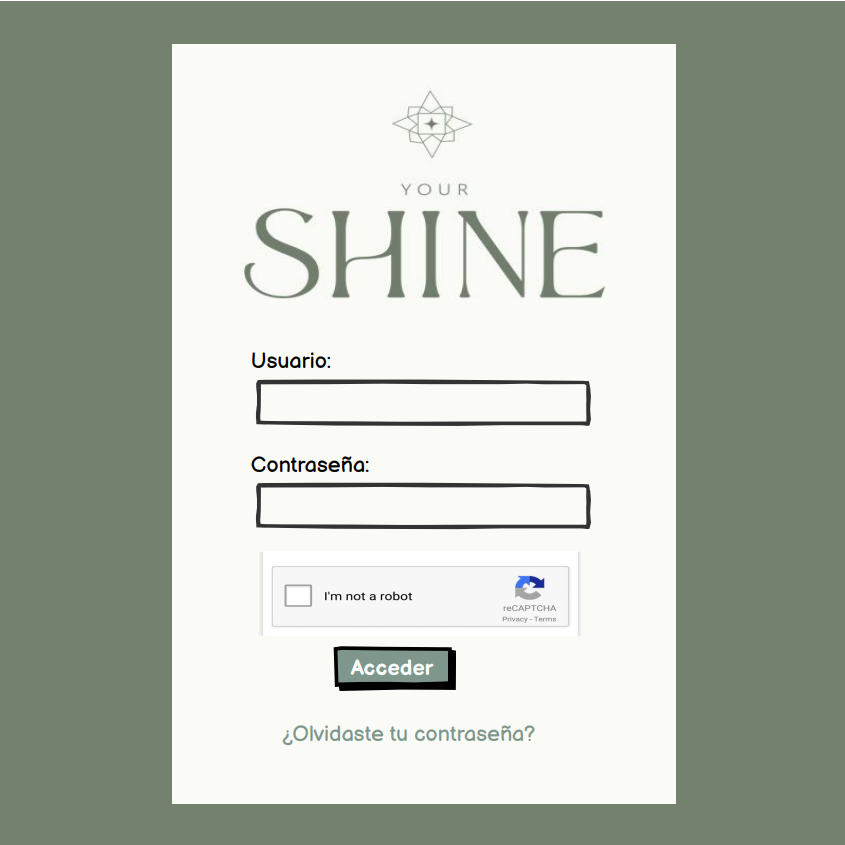 YOUR
SHINE
Usuario:
Contraseña:
I'm not a robot
reCAPTCHA
Privacy - Terms
Acceder
¿Olvidaste tu contraseña?